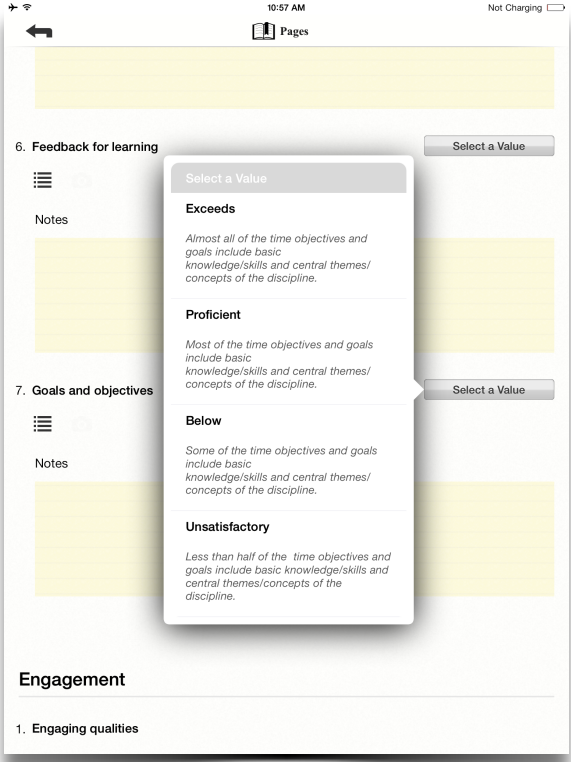 10:57 AM
Not Charging
Pages
6. Feedback for learning
Select a Value
Notes
Select a Value
Exceeds
Almost all of the time objectives and
goals include basic
knowledge/skills and central themes/
concepts of the discipline.
Proficient
Most of the time objectives and goals
include basic
knowledge/skills and central themes/
concepts of the discipline.
Below
Some of the time objectives and goals
include basic
knowledge/skills and central themes/
concepts of the discipline.
Unsatisfactory
Less than half of the  time objectives and
goals include basic knowledge/skills and
central themes/concepts of the
discipline.
7. Goals and objectives
Select a Value
Notes
Engagement
1. Engaging qualities